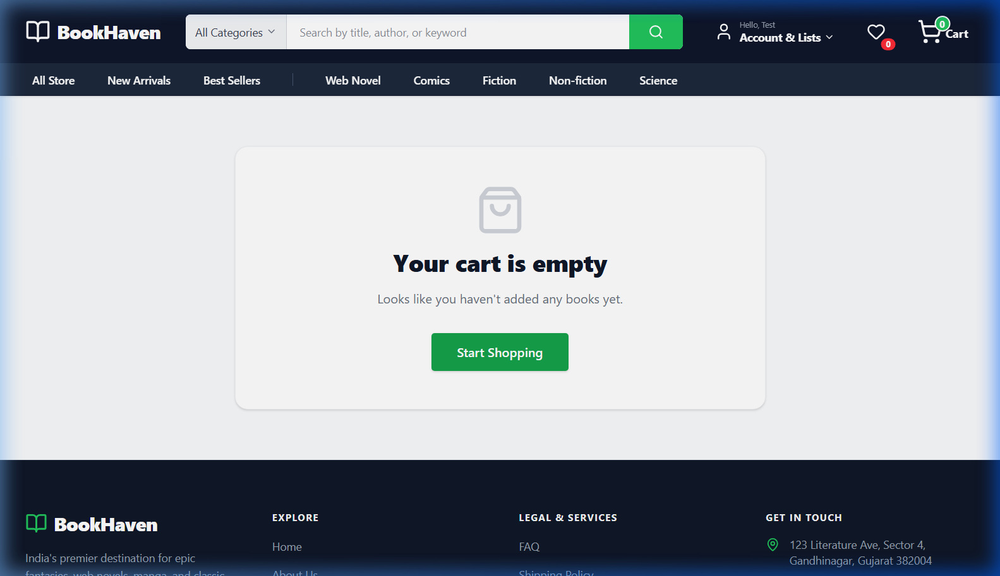 BookHaven
All Categories
Search by title, author, or keyword
Hello, Test
Account & Lists
0
0
Cart
All Store
New Arrivals
Best Sellers
Web Novel
Comics
Fiction
Non-fiction
Science
Your cart is empty
Looks like you haven't added any books yet.
Start Shopping
BookHaven
India's premier destination for epic
fantasies, web novels, manga, and classic
EXPLORE
Home
About Us
LEGAL & SERVICES
FAQ
Shipping Policy
GET IN TOUCH
123 Literature Ave, Sector 4,
Gandhinagar, Gujarat 382004